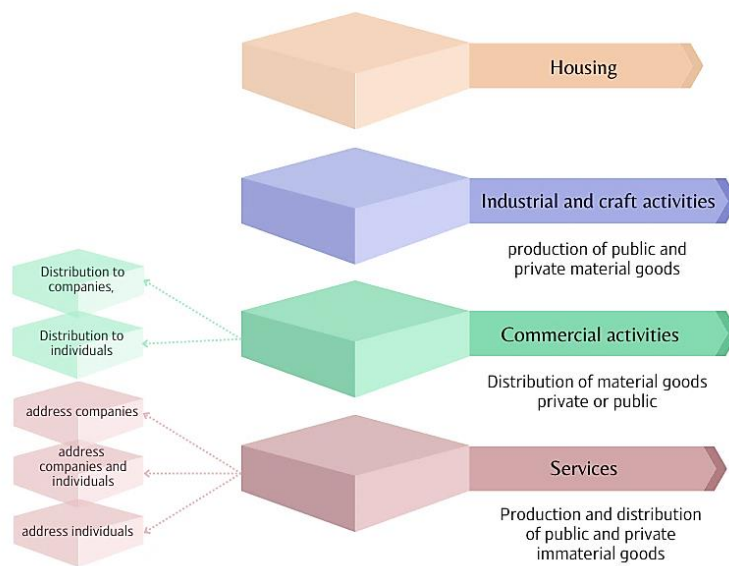 Housing
Industrial and craft activities
production of public and
private material goods
Distribution to
companies,
Distribution to
individuals
Commercial activities
Distribution of material goods
private or public
address companies
address
companies and
individuals
address individuals
Services
Production and distribution
of public and private
immaterial goods